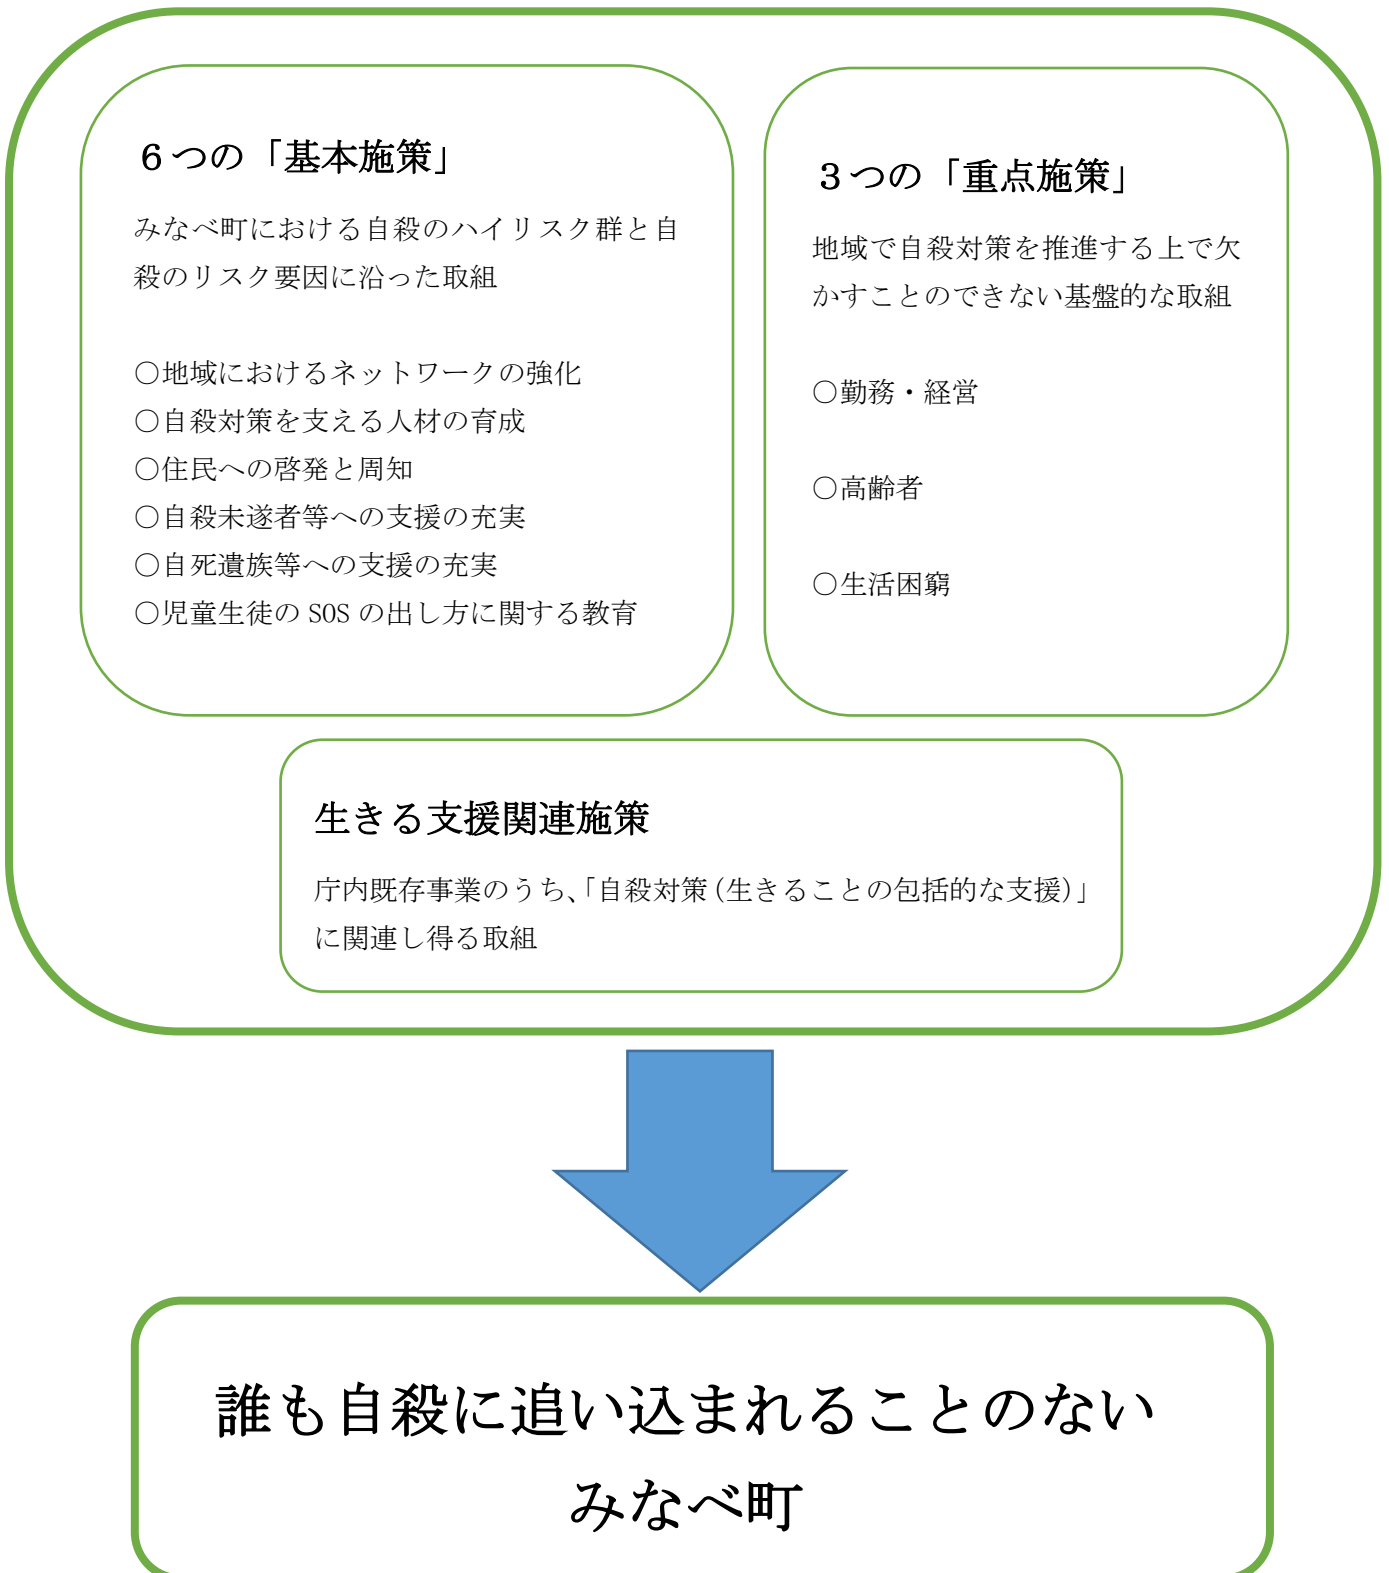 ６つの「基本施策」
みなべ町における自殺のハイリスク群と自
殺のリスク要因に沿った取組
○地域におけるネットワークの強化
○自殺対策を支える人材の育成
○住民への啓発と周知
○自殺未遂者等への支援の充実
○自死遺族等への支援の充実
○児童生徒の SOS の出し方に関する教育
３つの「重点施策」
地域で自殺対策を推進する上で欠
かすことのできない基盤的な取組
○勤務・経営
○高齢者
○生活困窮
生きる支援関連施策
庁内既存事業のうち、「自殺対策(生きることの包括的な支援)」
に関連し得る取組
誰も自殺に追い込まれることのない
みなべ町